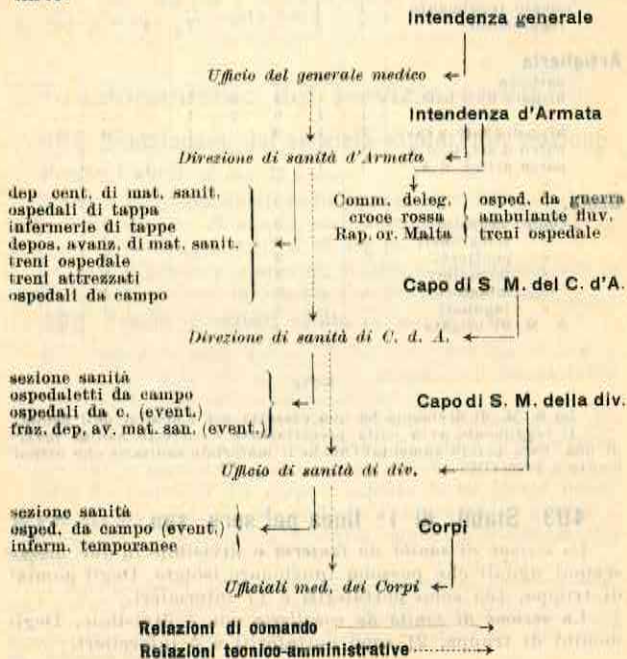 Intendenza generale
Ufficio del generale medico
Intendenza d'Armata
Direzione di sanità d'Armata
dep cent. di mat. sanit.
ospedali di tappa
infermerie di tappe
depos. avanz. di mat. sanit.
treni ospedale
treni attrezzati
ospedali da campo
Comm. deleg.
croce rossa
Rap. or. Malta
osped. da guerra
ambulante fluv.
treni ospedale
Capo di S. M. del C. d'A.
Direzione di sanità di C. d. A.
sezione sanità
ospedaletti da campo
ospedali da c. (event.)
fraz. dep. av. mat. san. (event.)
Capo di S. M. della div.
Ufficio di sanità di div.
sezione sanità
osped. da campo (event.)
inferm. temporanee
Corpi
Ufficiali med. dei Corpi
Relazioni di comando
Relazioni tecnico-amministrative